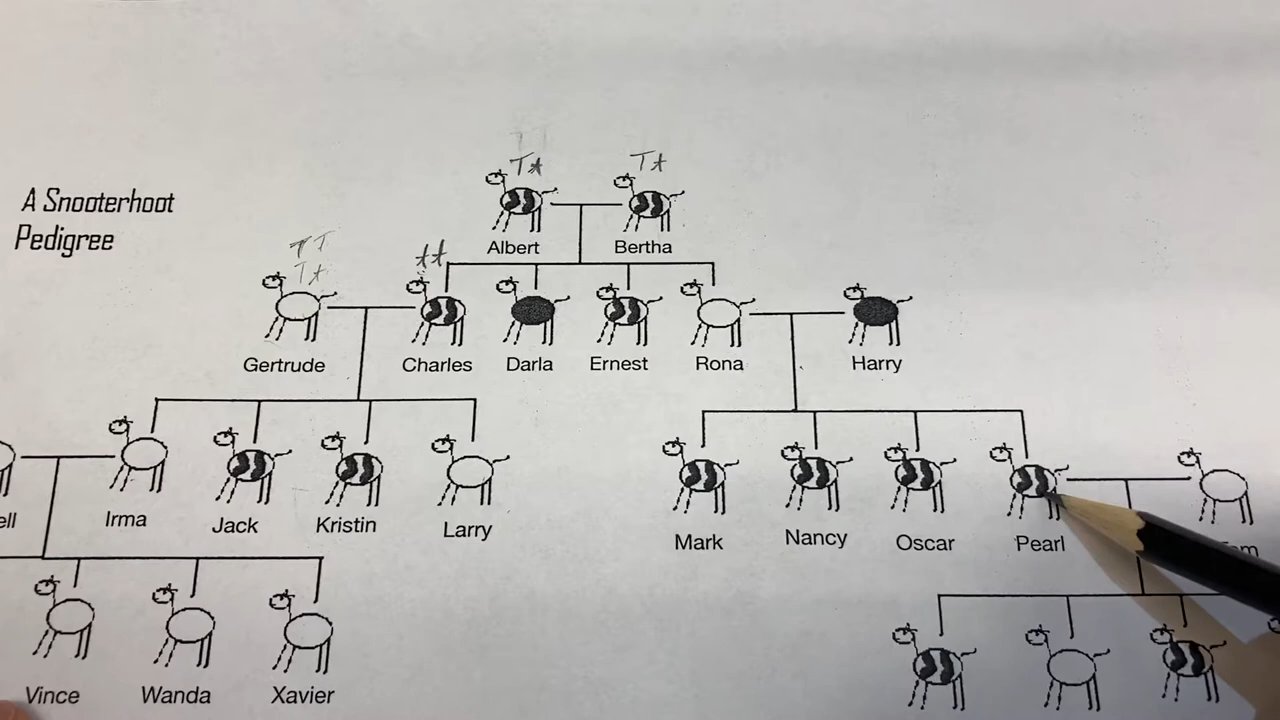 A Snooterhoot
Pedigree
Tt
Tt
Albert
Bertha
TT
Tt
tt
Gertrude
Charles
Darla
Ernest
Rona
Harry
ell
Irma
Jack
Kristin
Larry
Mark
Nancy
Oscar
Pearl
Vince
Wanda
Xavier